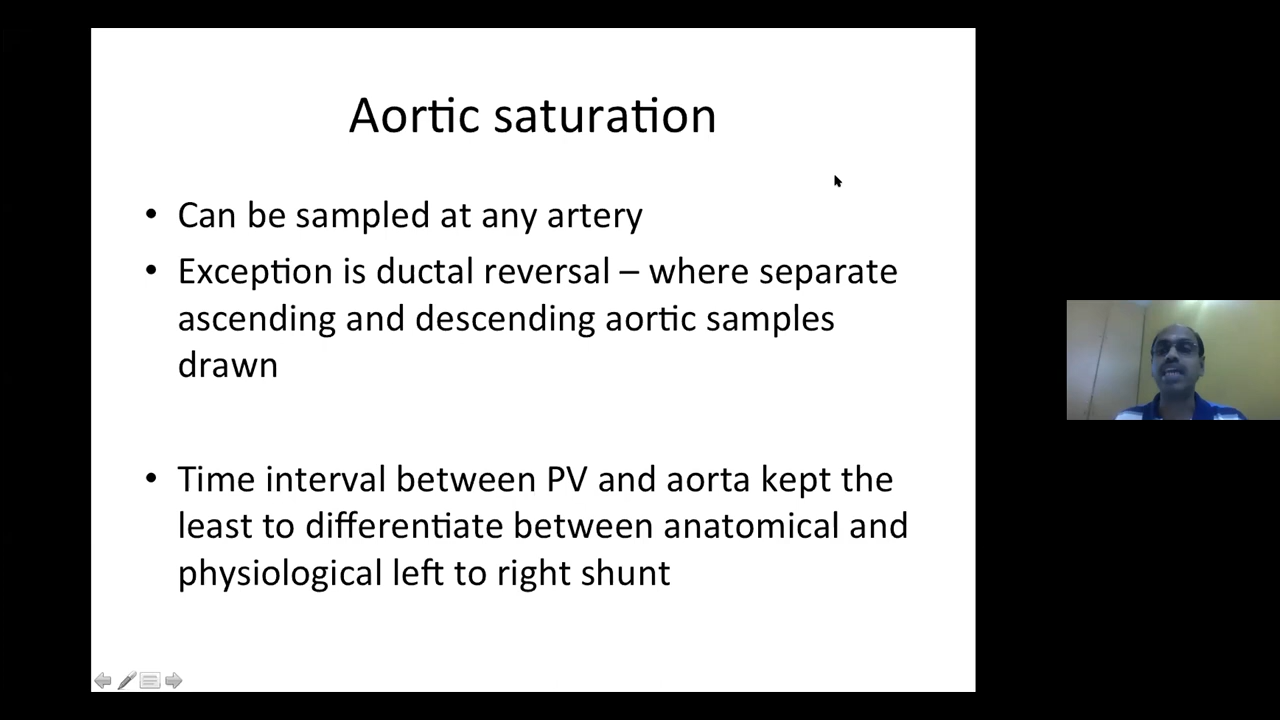 Aortic saturation
• Can be sampled at any artery
• Exception is ductal reversal – where separate
ascending and descending aortic samples
drawn
• Time interval between PV and aorta kept the
least to differentiate between anatomical and
physiological left to right shunt